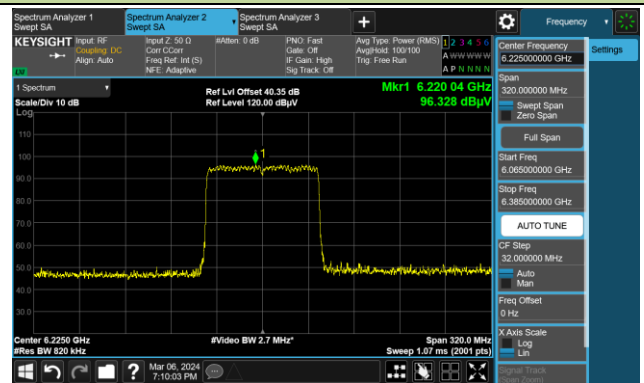 Spectrum Analyzer 1
Swept SA
Spectrum Analyzer 2
Swept SA
Spectrum Analyzer 3
Swept SA
+
Frequency
KEYSIGHT
Input: RF
Coupling: DC
Align: Auto
Input Z: 50 Ω
Corr CCorr
Freq Ref: Int (S)
NFE: Adaptive
#Atten: 0 dB
PNO: Fast
Gate: Off
IF Gain: High
Sig Track: Off
Avg Type: Power (RMS)
Avg|Hold: 100/100
Trig: Free Run
1 2 3 4 5 6
A W W W W W
A P N N N N
LXI
1 Spectrum
Scale/Div 10 dB
Log
Ref Lvl Offset 40.35 dB
Ref Level 120.00 dBµV
Mkr1 6.220 04 GHz
96.328 dBµV
110
100
90.0
80.0
70.0
60.0
50.0
40.0
30.0
1
Center 6.2250 GHz
#Res BW 820 kHz
#Video BW 2.7 MHz*
Span 320.0 MHz
Sweep 1.07 ms (2001 pts)
Center Frequency
6.225000000 GHz
Settings
Span
320.000000 MHz
Swept Span
Zero Span
Full Span
Start Freq
6.065000000 GHz
Stop Freq
6.385000000 GHz
AUTO TUNE
CF Step
32.000000 MHz
Auto
Man
Freq Offset
0 Hz
X Axis Scale
Log
Lin
Signal Track
(Span Zoom)
?
Mar 06, 2024
7:10:03 PM